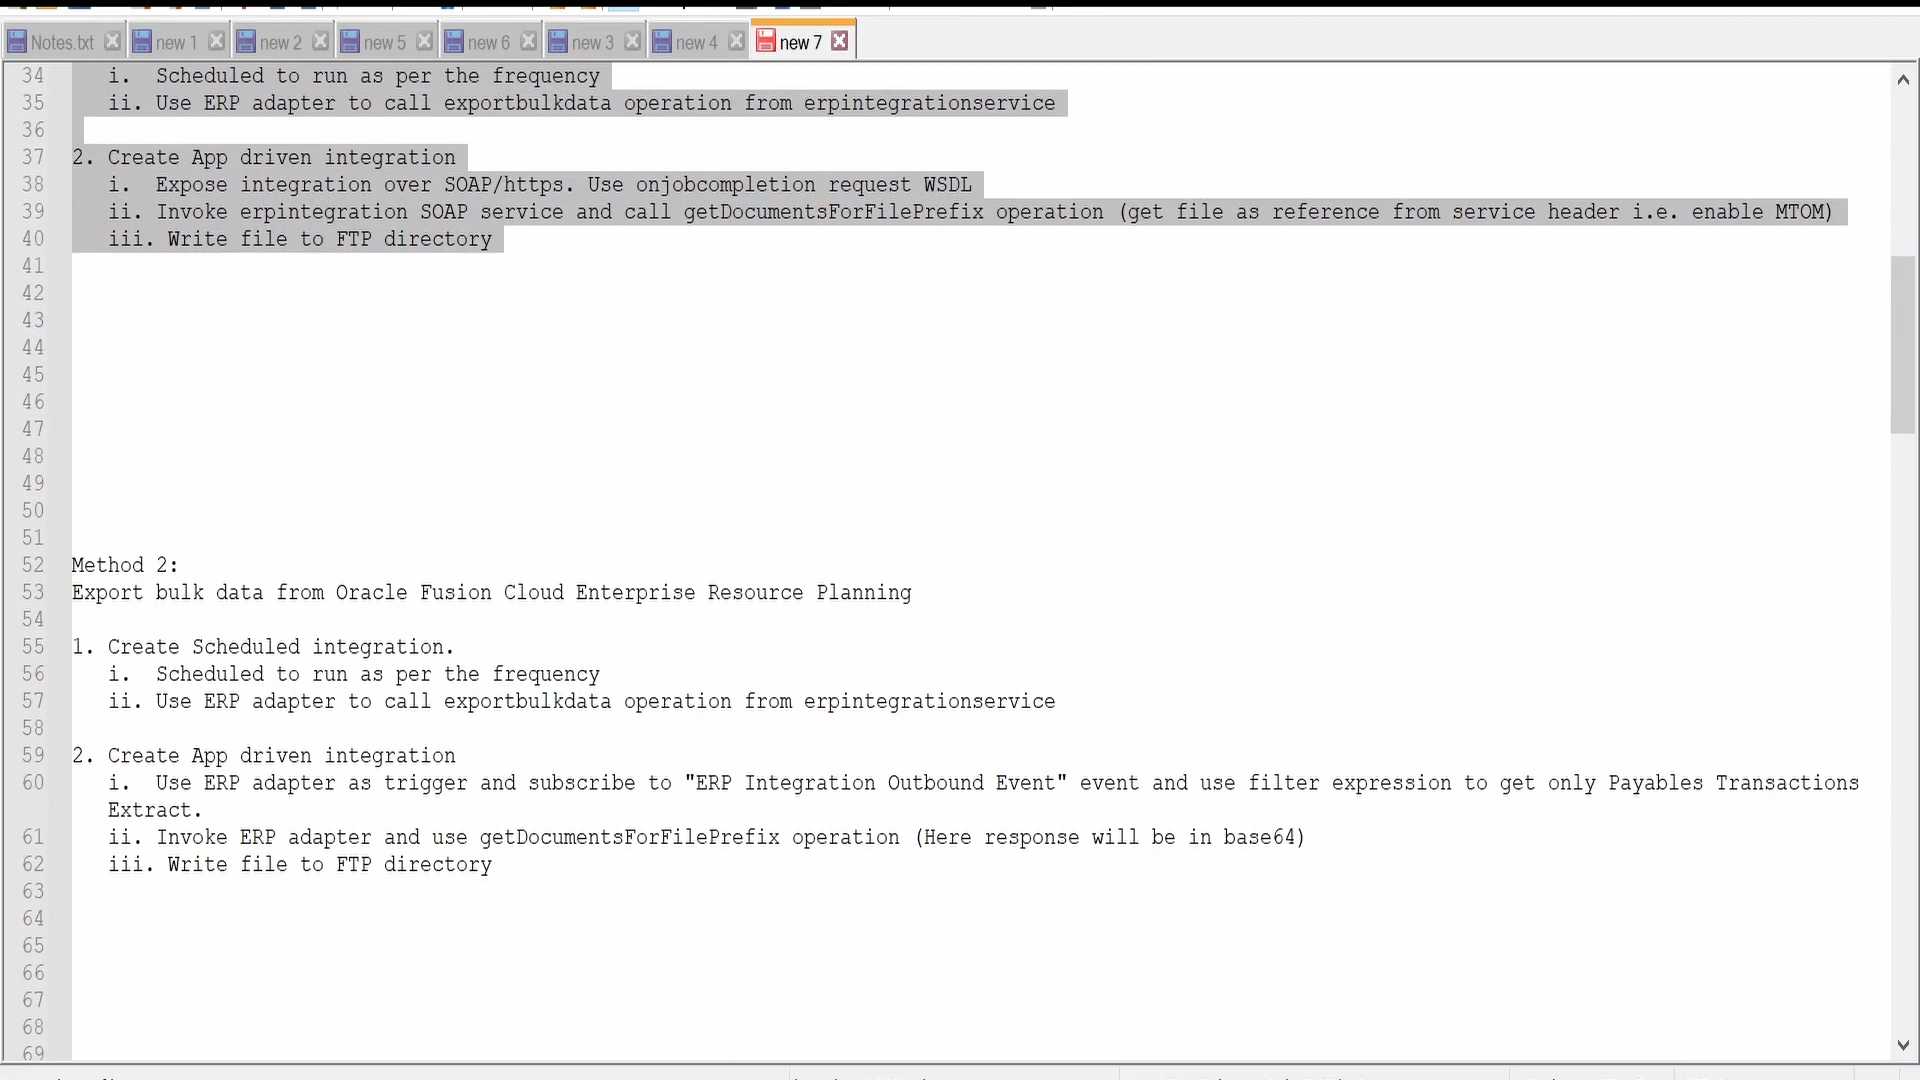 Notes.txt new 1 new 2 new 5 new 6 new 3 new 4 new 7
34 i. Scheduled to run as per the frequency
35 ii. Use ERP adapter to call exportbulkdata operation from erpintegrationservice
36
37 2. Create App driven integration
38 i. Expose integration over SOAP/https. Use onjobcompletion request WSDL
39 ii. Invoke erpintegration SOAP service and call getDocumentsForFilePrefix operation (get file as reference from service header i.e. enable MTOM)
40 iii. Write file to FTP directory
41
42
43
44
45
46
47
48
49
50
51
52 Method 2:
53 Export bulk data from Oracle Fusion Cloud Enterprise Resource Planning
54
55 1. Create Scheduled integration.
56 i. Scheduled to run as per the frequency
57 ii. Use ERP adapter to call exportbulkdata operation from erpintegrationservice
58
59 2. Create App driven integration
60 i. Use ERP adapter as trigger and subscribe to "ERP Integration Outbound Event" event and use filter expression to get only Payables Transactions
Extract.
61 ii. Invoke ERP adapter and use getDocumentsForFilePrefix operation (Here response will be in base64)
62 iii. Write file to FTP directory
63
64
65
66
67
68
69